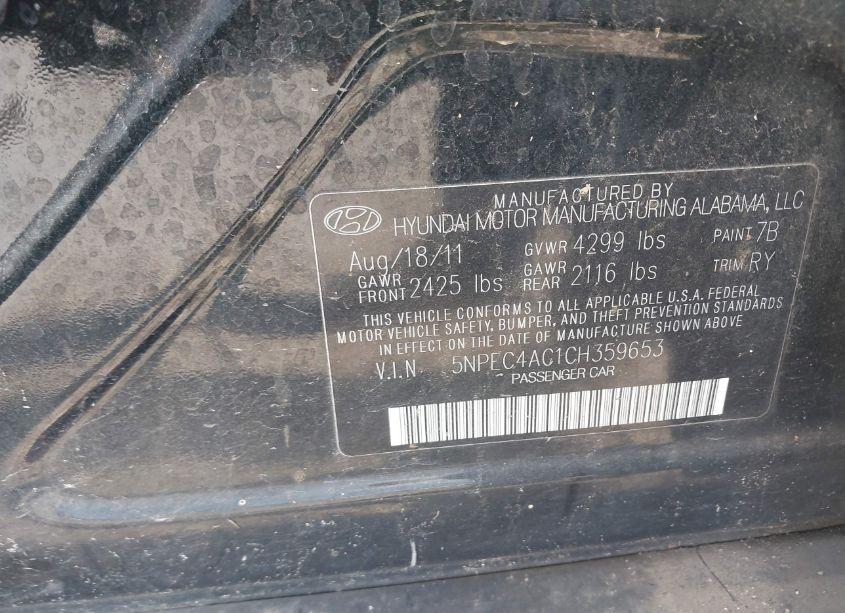 MANUFACTURED BY
HYUNDAI MOTOR MANUFACTURING ALABAMA, LLC
Aug/18/11 GVWR 4299 lbs PAINT 7B
GAWR FRONT 2425 lbs GAWR REAR 2116 lbs TRIM RY
THIS VEHICLE CONFORMS TO ALL APPLICABLE U.S.A. FEDERAL
MOTOR VEHICLE SAFETY, BUMPER, AND THEFT PREVENTION STANDARDS
IN EFFECT ON THE DATE OF MANUFACTURE SHOWN ABOVE
V.I.N 5NPEC4AC1CH359653
PASSENGER CAR